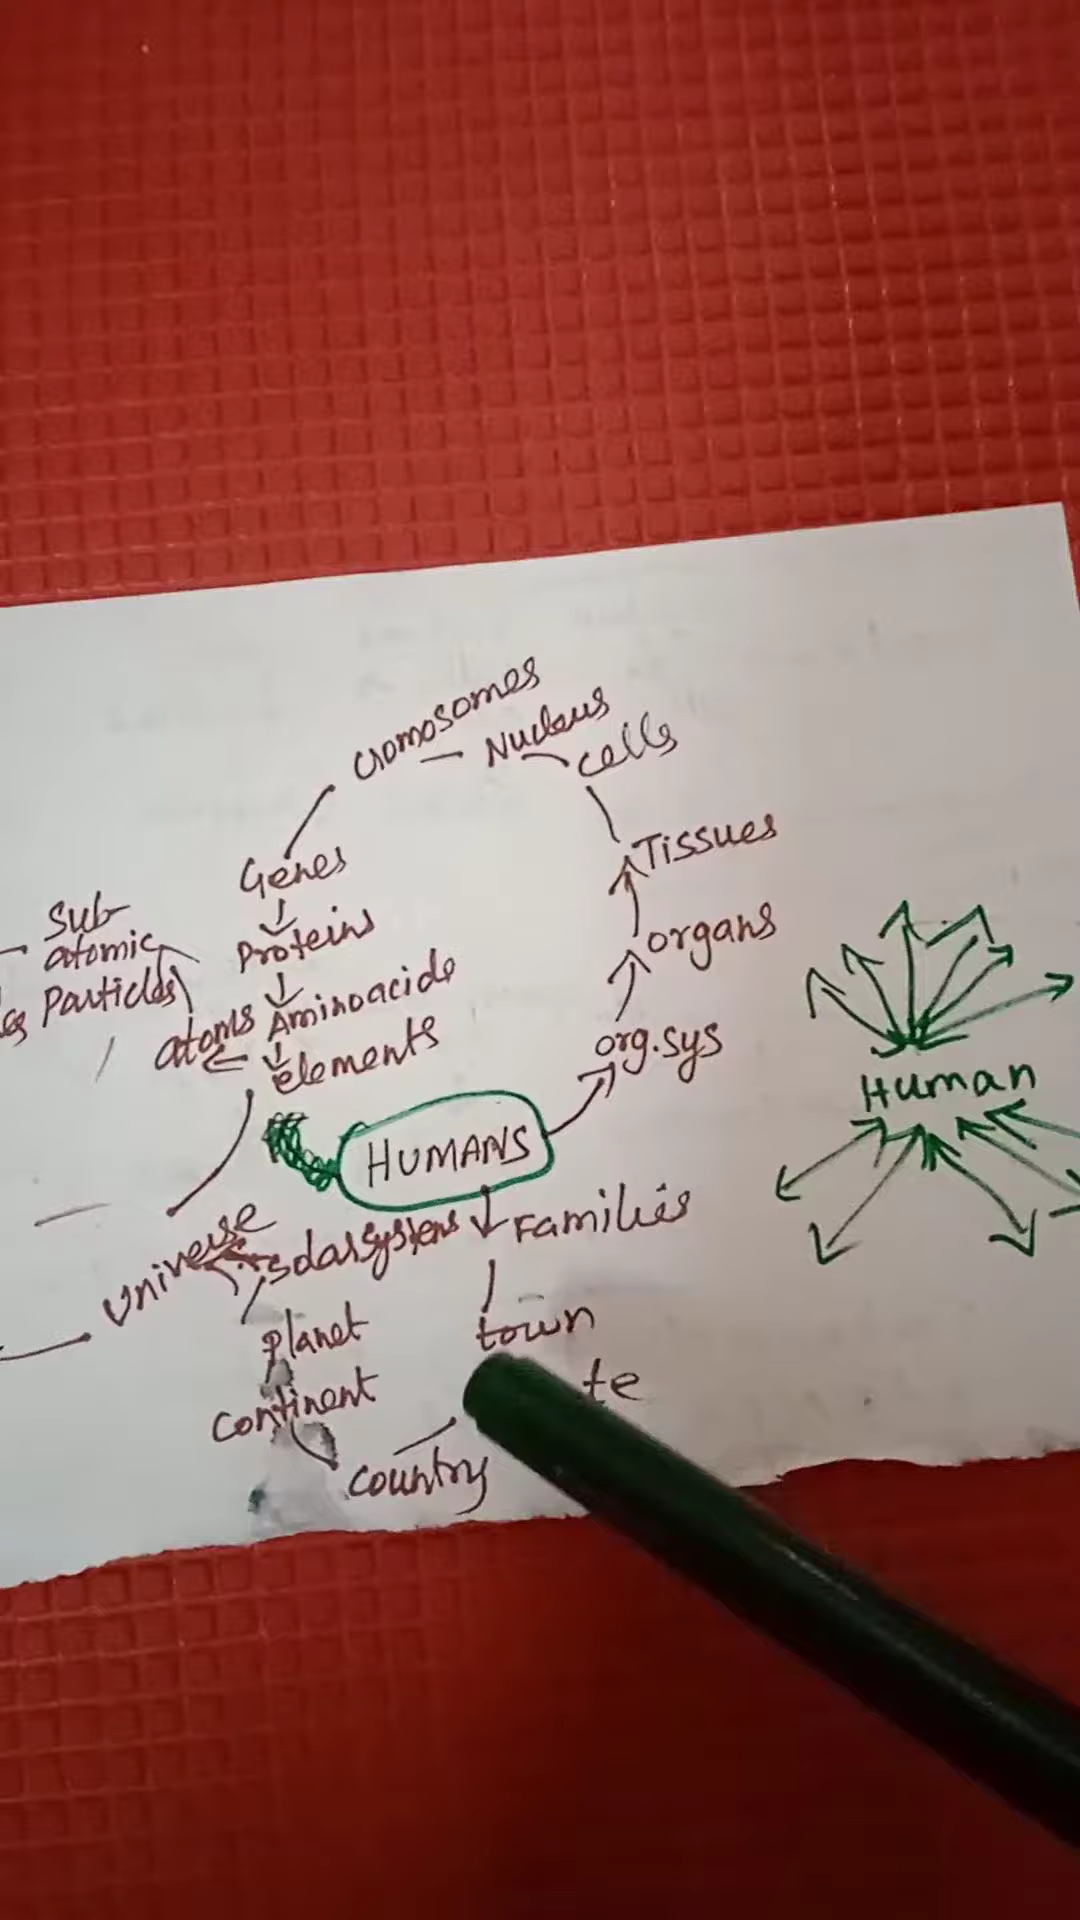 Cromosomes
Nucleus
cells
Tissues
organs
org.sys
Genes
Proteins
Aminoacids
elements
atoms
Sub-
atomic
Particles
HUMANS
Families
town
te
country
continent
planet
solarsystems
universe
Human